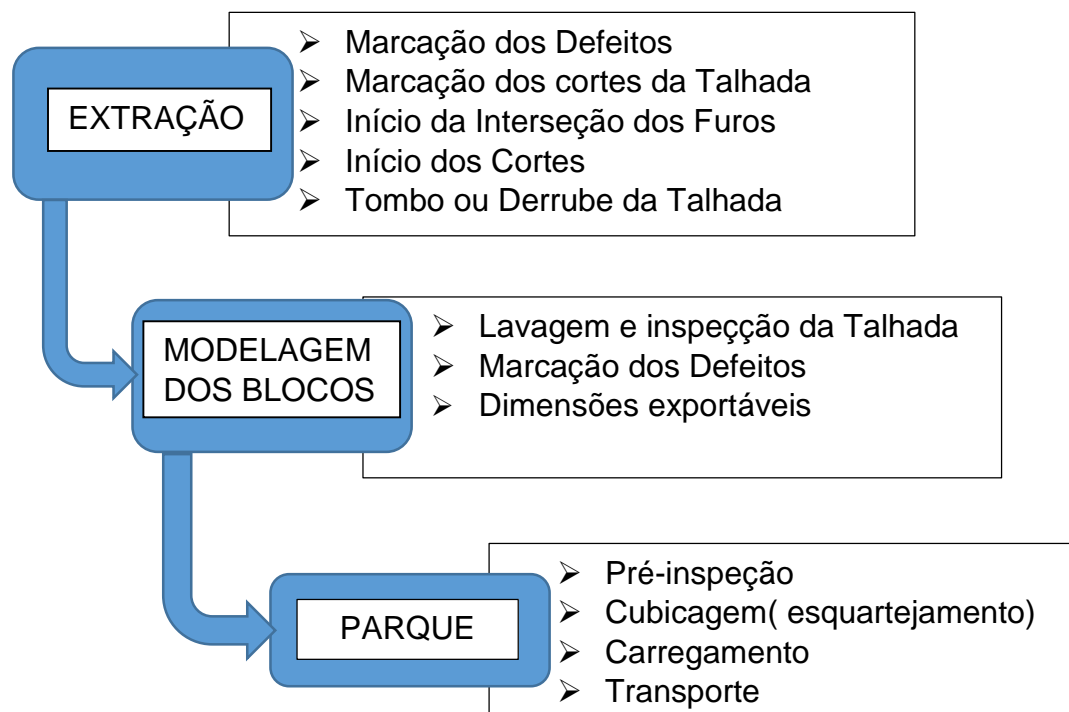 EXTRAÇÃO
➢ Marcação dos Defeitos
➢ Marcação dos cortes da Talhada
➢ Início da Interseção dos Furos
➢ Início dos Cortes
➢ Tombo ou Derrube da Talhada
MODELAGEM
DOS BLOCOS
➢ Lavagem e inspeçção da Talhada
➢ Marcação dos Defeitos
➢ Dimensões exportáveis
PARQUE
➢ Pré-inspeção
➢ Cubicagem( esquartejamento)
➢ Carregamento
➢ Transporte